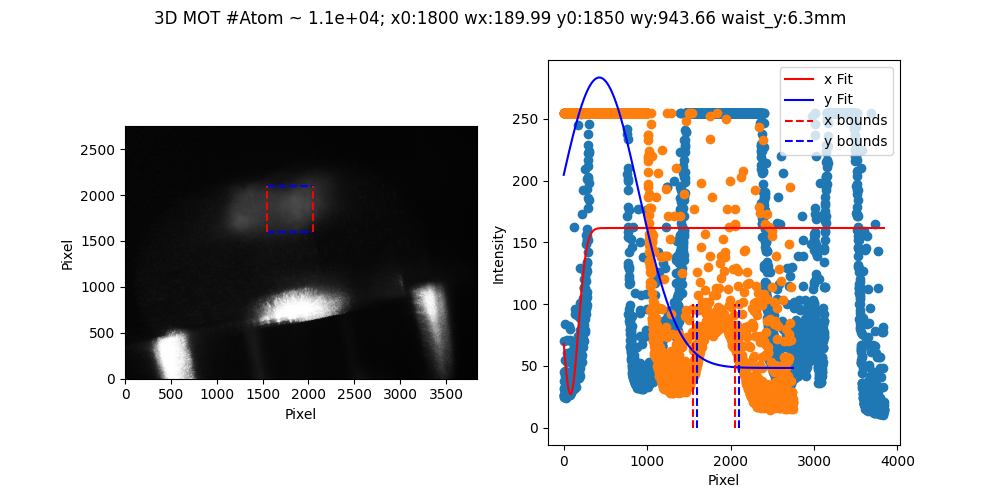 3D MOT #Atom ~ 1.1e+04; x0:1800 wx:189.99 y0:1850 wy:943.66 waist_y:6.3mm
2500
2000
1500
1000
500
0
Pixel
0 500 1000 1500 2000 2500 3000 3500
Pixel
250
200
150
100
50
0
Intensity
0 1000 2000 3000 4000
Pixel
x Fit
y Fit
x bounds
y bounds